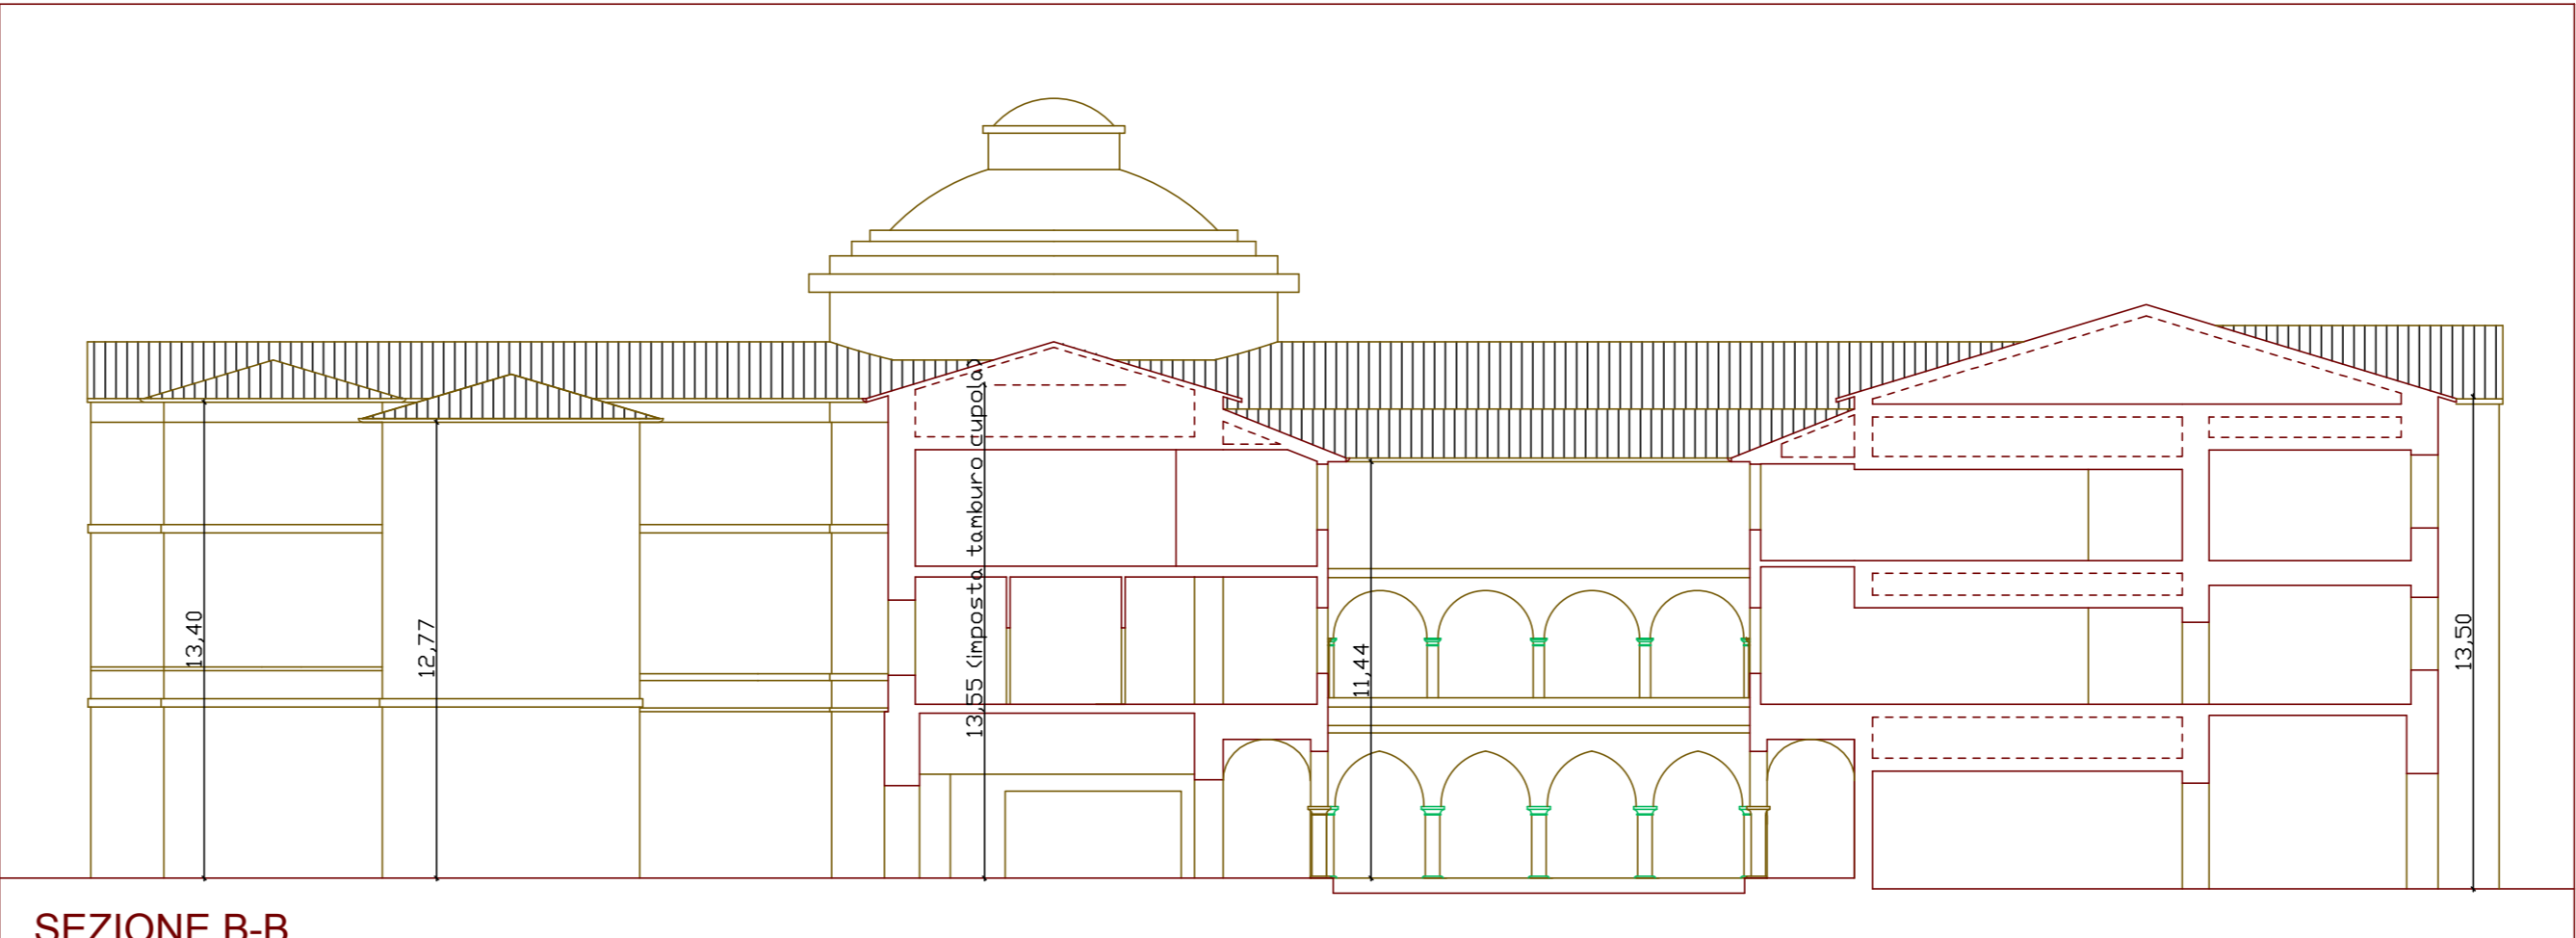 13,40
12,77
13,55 (imposta tamburo cupola)
11,44
13,50
SEZIONE B-B